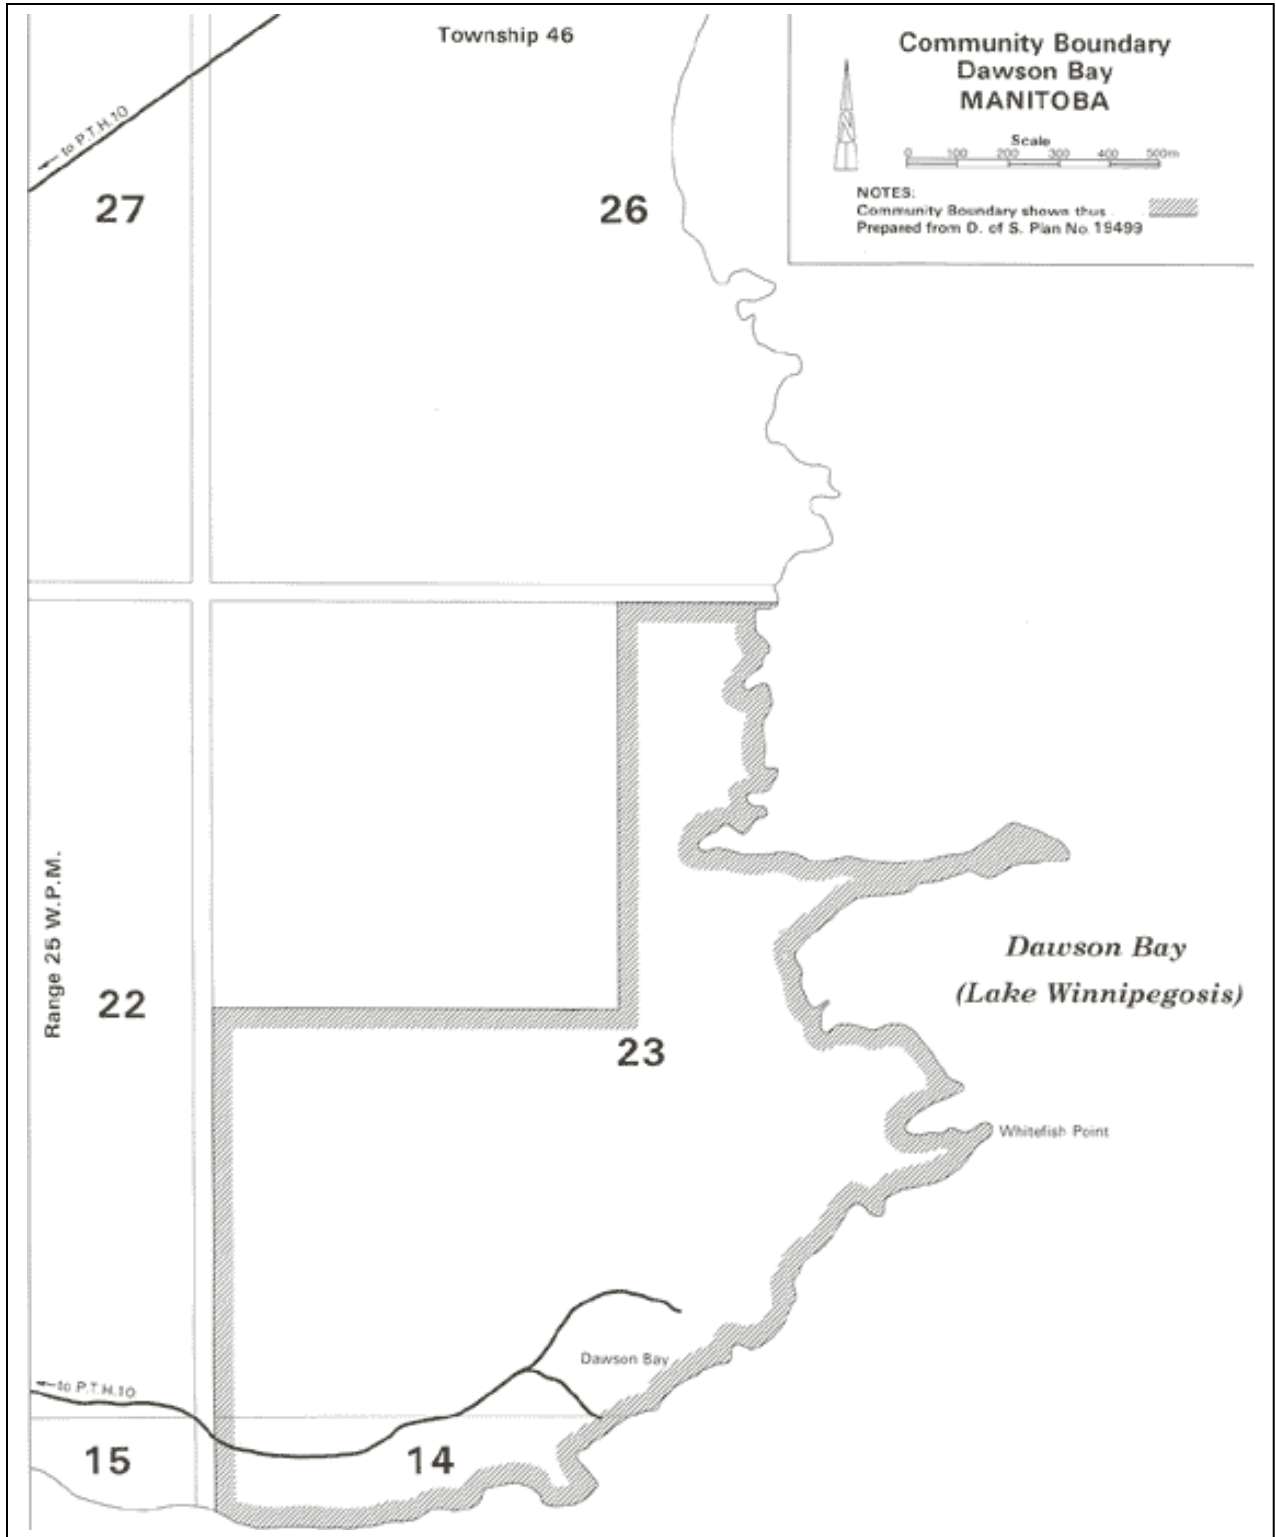 Township 46
Community Boundary
Dawson Bay
MANITOBA
Scale
0 100 200 300 400 500m
NOTES:
Community Boundary shown thus
Prepared from D. of S. Plan No. 19499
← to P.T.H.10
27
26
Range 25 W.P.M.
22
Dawson Bay
(Lake Winnipegosis)
23
Whitefish Point
Dawson Bay
← to P.T.H.10
15
14